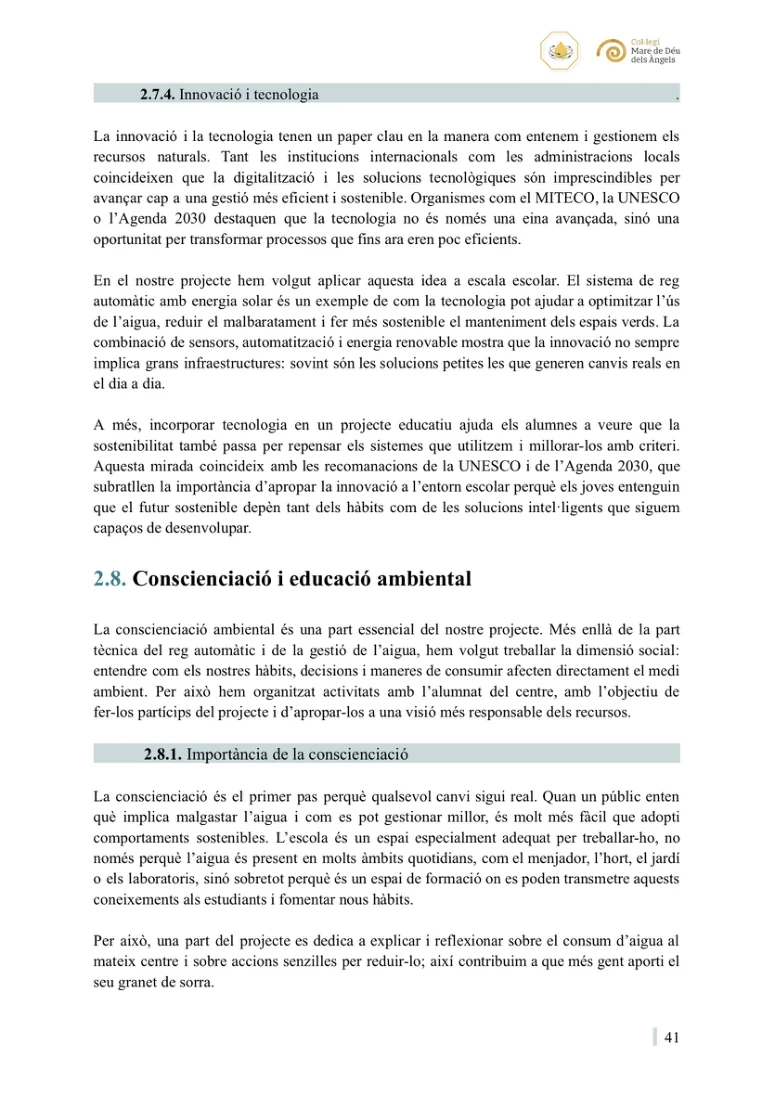 Col·legi
Mare de Déu
dels Àngels
2.7.4. Innovació i tecnologia .
La innovació i la tecnologia tenen un paper clau en la manera com entenem i gestionem els
recursos naturals. Tant les institucions internacionals com les administracions locals
coincideixen que la digitalització i les solucions tecnològiques són imprescindibles per
avançar cap a una gestió més eficient i sostenible. Organismes com el MITECO, la UNESCO
o l’Agenda 2030 destaquen que la tecnologia no és només una eina avançada, sinó una
oportunitat per transformar processos que fins ara eren poc eficients.
En el nostre projecte hem volgut aplicar aquesta idea a escala escolar. El sistema de reg
automàtic amb energia solar és un exemple de com la tecnologia pot ajudar a optimitzar l’ús
de l’aigua, reduir el malbaratament i fer més sostenible el manteniment dels espais verds. La
combinació de sensors, automatització i energia renovable mostra que la innovació no sempre
implica grans infraestructures: sovint són les solucions petites les que generen canvis reals en
el dia a dia.
A més, incorporar tecnologia en un projecte educatiu ajuda els alumnes a veure que la
sostenibilitat també passa per repensar els sistemes que utilitzem i millorar-los amb criteri.
Aquesta mirada coincideix amb les recomanacions de la UNESCO i de l’Agenda 2030, que
subratllen la importància d’apropar la innovació a l’entorn escolar perquè els joves entenguin
que el futur sostenible depèn tant dels hàbits com de les solucions intel·ligents que siguem
capaços de desenvolupar.
2.8. Conscienciació i educació ambiental
La conscienciació ambiental és una part essencial del nostre projecte. Més enllà de la part
tècnica del reg automàtic i de la gestió de l’aigua, hem volgut treballar la dimensió social:
entendre com els nostres hàbits, decisions i maneres de consumir afecten directament el medi
ambient. Per això hem organitzat activitats amb l’alumnat del centre, amb l’objectiu de
fer-los partícips del projecte i d’apropar-los a una visió més responsable dels recursos.
2.8.1. Importància de la conscienciació
La conscienciació és el primer pas perquè qualsevol canvi sigui real. Quan un públic enten
què implica malgastar l’aigua i com es pot gestionar millor, és molt més fàcil que adopti
comportaments sostenibles. L’escola és un espai especialment adequat per treballar-ho, no
només perquè l’aigua és present en molts àmbits quotidians, com el menjador, l’hort, el jardí
o els laboratoris, sinó sobretot perquè és un espai de formació on es poden transmetre aquests
coneixements als estudiants i fomentar nous hàbits.
Per això, una part del projecte es dedica a explicar i reflexionar sobre el consum d’aigua al
mateix centre i sobre accions senzilles per reduir-lo; així contribuim a que més gent aporti el
seu granet de sorra.
41